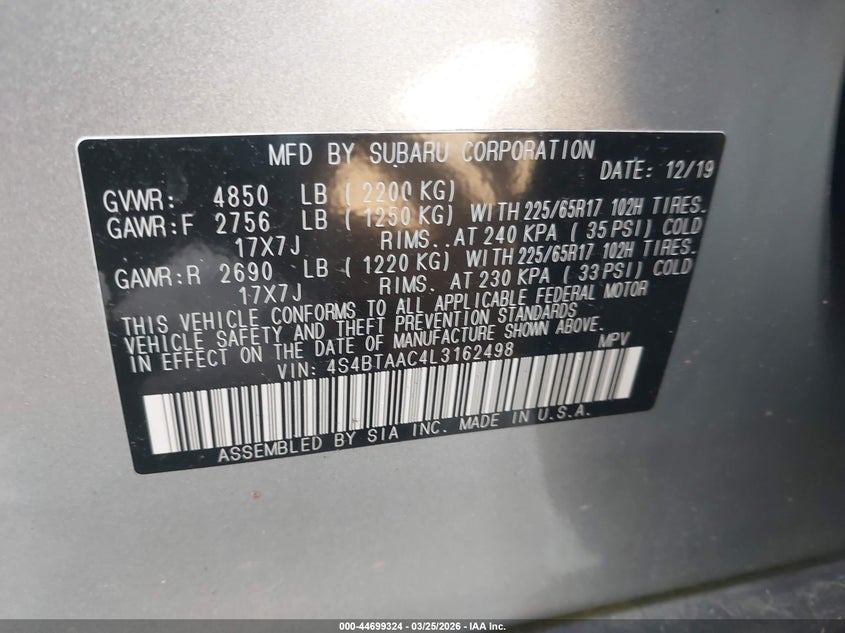 MFD BY SUBARU CORPORATION DATE: 12/19
GVWR: 4850 LB (2200 KG)
GAWR:F 2756 LB (1250 KG) WITH 225/65R17 102H TIRES.
17X7J RIMS..AT 240 KPA (35 PSI) COLD
GAWR:R 2690 LB (1220 KG) WITH 225/65R17 102H TIRES.
17X7J RIMS. AT 230 KPA (33 PSI) COLD
THIS VEHICLE CONFORMS TO ALL APPLICABLE FEDERAL MOTOR
VEHICLE SAFETY AND THEFT PREVENTION STANDARDS
IN EFFECT ON THE DATE OF MANUFACTURE SHOWN ABOVE.
VIN: 4S4BTAAC4L3162498 MPV
ASSEMBLED BY SIA INC. MADE IN U.S.A.
000-44699324 | 03/25/2026 - IAA Inc.